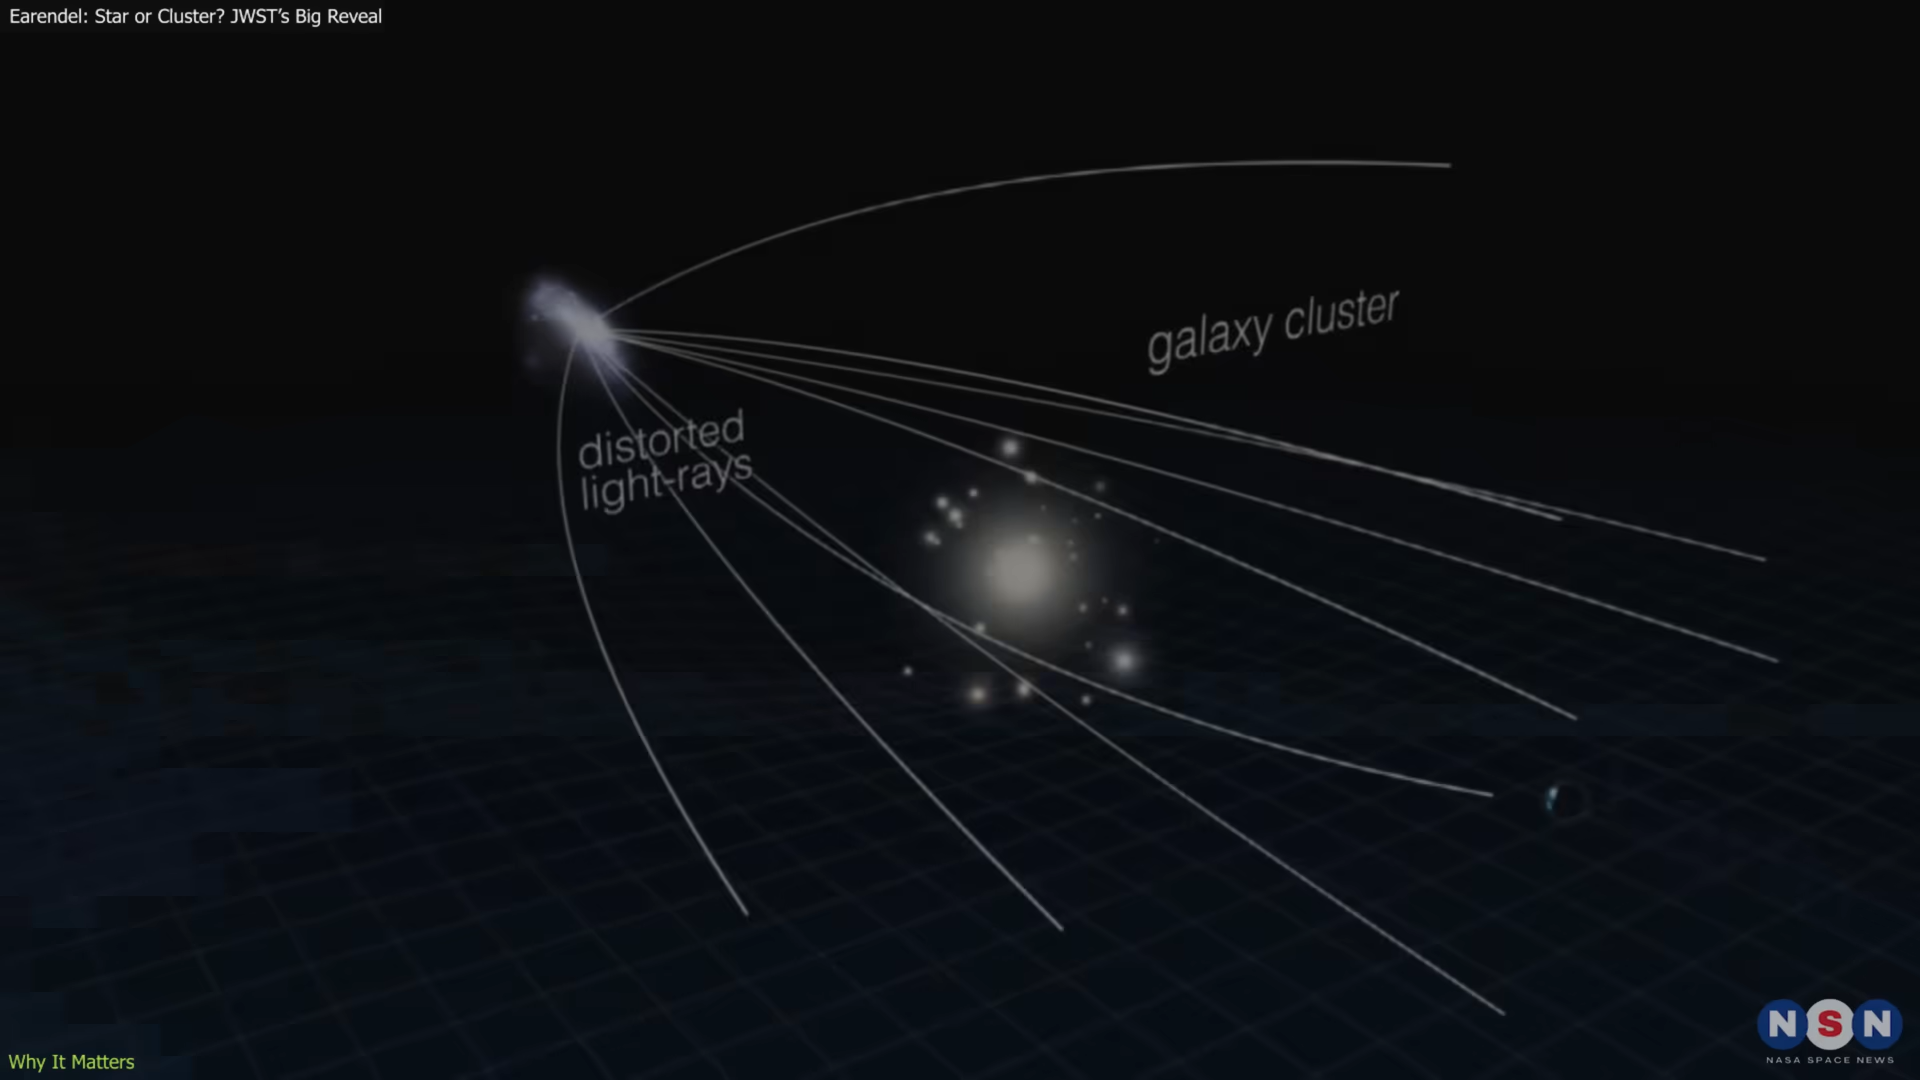 Earendel: Star or Cluster? JWST’s Big Reveal
galaxy cluster
distorted
light-rays
Why It Matters
NSN
NASA SPACE NEWS